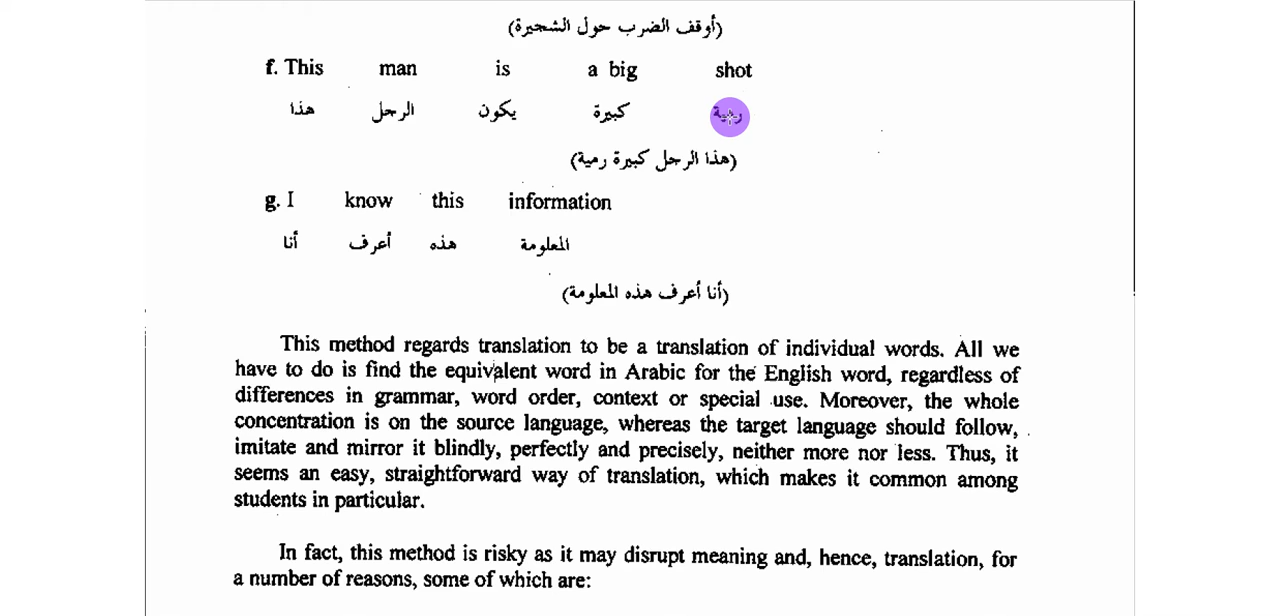 (أوقف الضرب حول الشجيرة)
f. This man is a big shot
هذا الرجل يكون كبيرة رمية
(هذا الرجل كبيرة رمية)
g. I know this information
أنا أعرف هذه المعلومة
(أنا أعرف هذه المعلومة)
This method regards translation to be a translation of individual words. All we
have to do is find the equivalent word in Arabic for the English word, regardless of
differences in grammar, word order, context or special use. Moreover, the whole
concentration is on the source language, whereas the target language should follow,
imitate and mirror it blindly, perfectly and precisely, neither more nor less. Thus, it
seems an easy, straightforward way of translation, which makes it common among
students in particular.
In fact, this method is risky as it may disrupt meaning and, hence, translation, for
a number of reasons, some of which are: